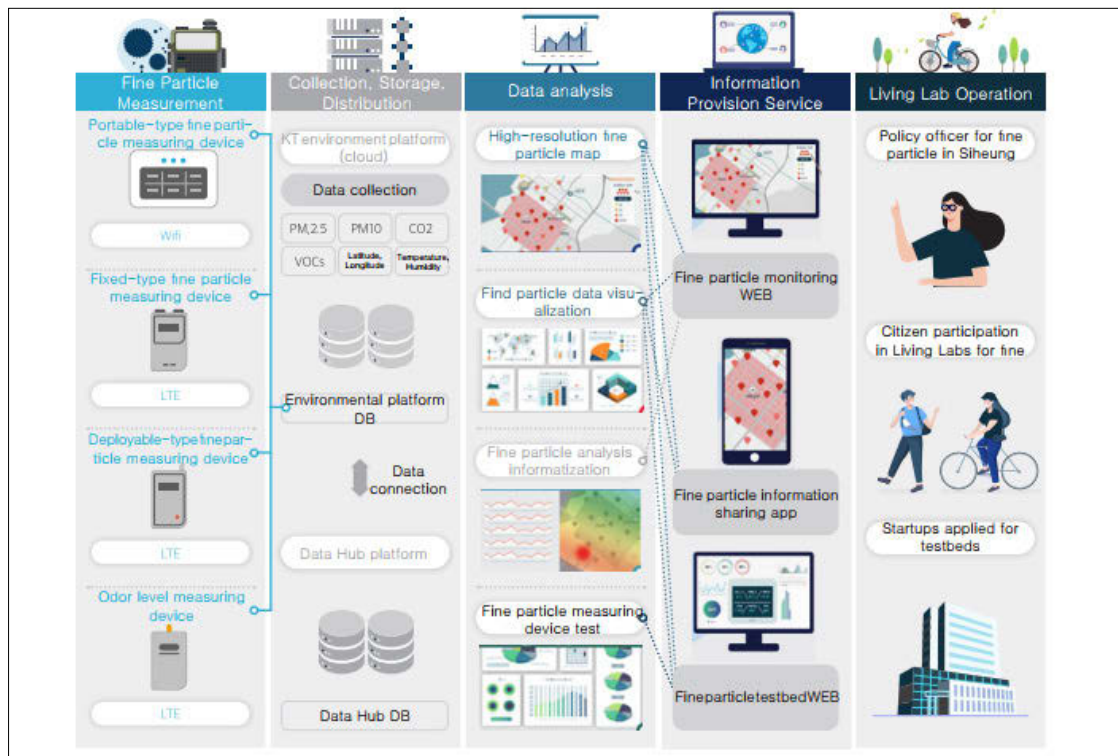 Fine Particle
Measurement
Portable-type fine parti-
cle measuring device
Wifi
Fixed-type fine particle
measuring device
LTE
Deployable-type fine par-
ticle measuring device
LTE
Odor level measuring
device
LTE
Collection, Storage,
Distribution
KT environment platform
(cloud)
Data collection
PM,2.5
PM10
CO2
VOCs
Latitude,
Longitude
Temperature,
Humidity
Environmental platform
DB
Data
connection
Data Hub platform
Data Hub DB
Data analysis
High-resolution fine
particle map
Find particle data visu-
alization
Fine particle analysis
informatization
Fine particle measuring
device test
Information
Provision Service
Fine particle monitoring
WEB
Fine particle information
sharing app
FineparticletestbedWEB
Living Lab Operation
Policy officer for fine
particle in Siheung
Citizen participation
in Living Labs for fine
Startups applied for
testbeds